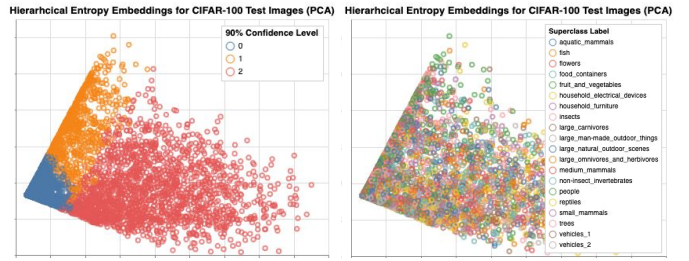 Hierarhcical Entropy Embeddings for CIFAR-100 Test Images (PCA)
90% Confidence Level
0
1
2
Hierarhcical Entropy Embeddings for CIFAR-100 Test Images (PCA)
Superclass Label
aquatic_mammals
fish
flowers
food_containers
fruit_and_vegetables
household_electrical_devices
household_furniture
insects
large_carnivores
large_man-made_outdoor_things
large_natural_outdoor_scenes
large_omnivores_and_herbivores
medium_mammals
non-insect_invertebrates
people
reptiles
small_mammals
trees
vehicles_1
vehicles_2